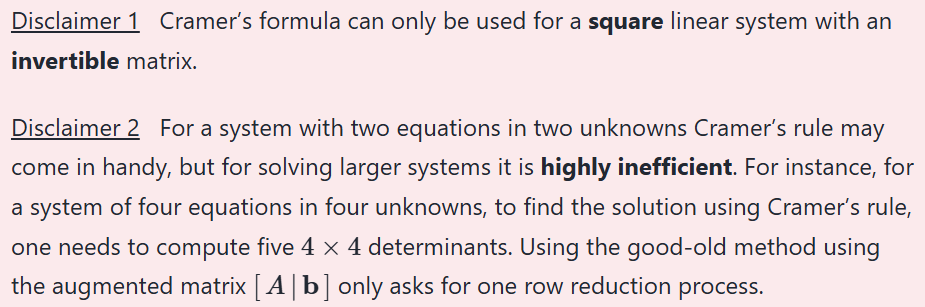 Disclaimer 1 Cramer’s formula can only be used for a square linear system with an
invertible matrix.
Disclaimer 2 For a system with two equations in two unknowns Cramer’s rule may
come in handy, but for solving larger systems it is highly inefficient. For instance, for
a system of four equations in four unknowns, to find the solution using Cramer’s rule,
one needs to compute five 4 × 4 determinants. Using the good-old method using
the augmented matrix [ A | b ] only asks for one row reduction process.